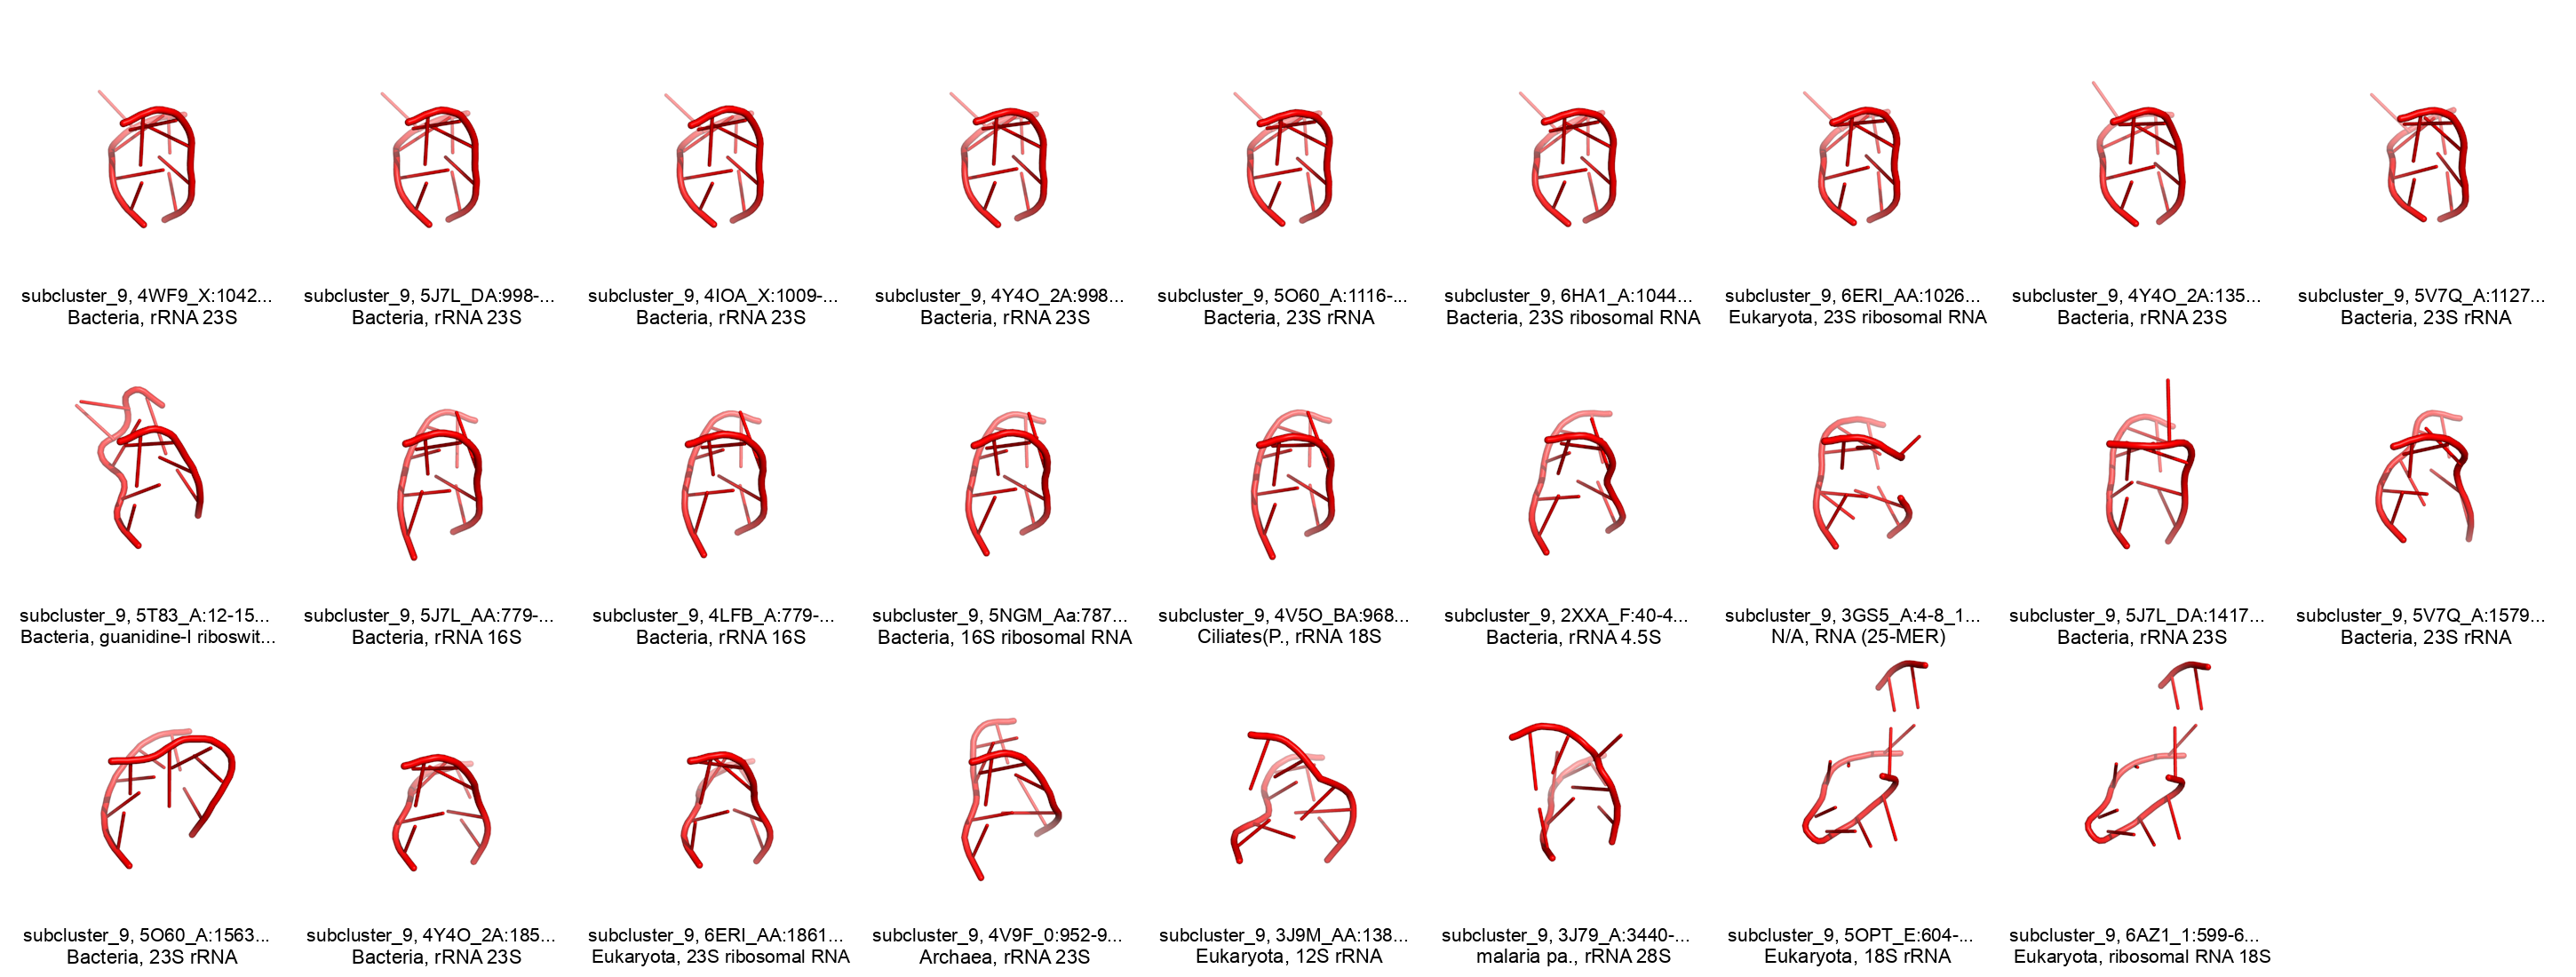 subcluster_9, 4WF9_X:1042...
Bacteria, rRNA 23S
subcluster_9, 5J7L_DA:998-...
Bacteria, rRNA 23S
subcluster_9, 4IOA_X:1009-...
Bacteria, rRNA 23S
subcluster_9, 4Y4O_2A:998...
Bacteria, rRNA 23S
subcluster_9, 5O60_A:1116-...
Bacteria, 23S rRNA
subcluster_9, 6HA1_A:1044...
Bacteria, 23S ribosomal RNA
subcluster_9, 6ERI_AA:1026...
Eukaryota, 23S ribosomal RNA
subcluster_9, 4Y4O_2A:135...
Bacteria, rRNA 23S
subcluster_9, 5V7Q_A:1127...
Bacteria, 23S rRNA
subcluster_9, 5T83_A:12-15...
Bacteria, guanidine-I riboswit...
subcluster_9, 5J7L_AA:779-...
Bacteria, rRNA 16S
subcluster_9, 4LFB_A:779-...
Bacteria, rRNA 16S
subcluster_9, 5NGM_Aa:787...
Bacteria, 16S ribosomal RNA
subcluster_9, 4V5O_BA:968...
Ciliates(P., rRNA 18S
subcluster_9, 2XXA_F:40-4...
Bacteria, rRNA 4.5S
subcluster_9, 3GS5_A:4-8_1...
N/A, RNA (25-MER)
subcluster_9, 5J7L_DA:1417...
Bacteria, rRNA 23S
subcluster_9, 5V7Q_A:1579...
Bacteria, 23S rRNA
subcluster_9, 5O60_A:1563...
Bacteria, 23S rRNA
subcluster_9, 4Y4O_2A:185...
Bacteria, rRNA 23S
subcluster_9, 6ERI_AA:1861...
Eukaryota, 23S ribosomal RNA
subcluster_9, 4V9F_0:952-9...
Archaea, rRNA 23S
subcluster_9, 3J9M_AA:138...
Eukaryota, 12S rRNA
subcluster_9, 3J79_A:3440-...
malaria pa., rRNA 28S
subcluster_9, 5OPT_E:604-...
Eukaryota, 18S rRNA
subcluster_9, 6AZ1_1:599-6...
Eukaryota, ribosomal RNA 18S